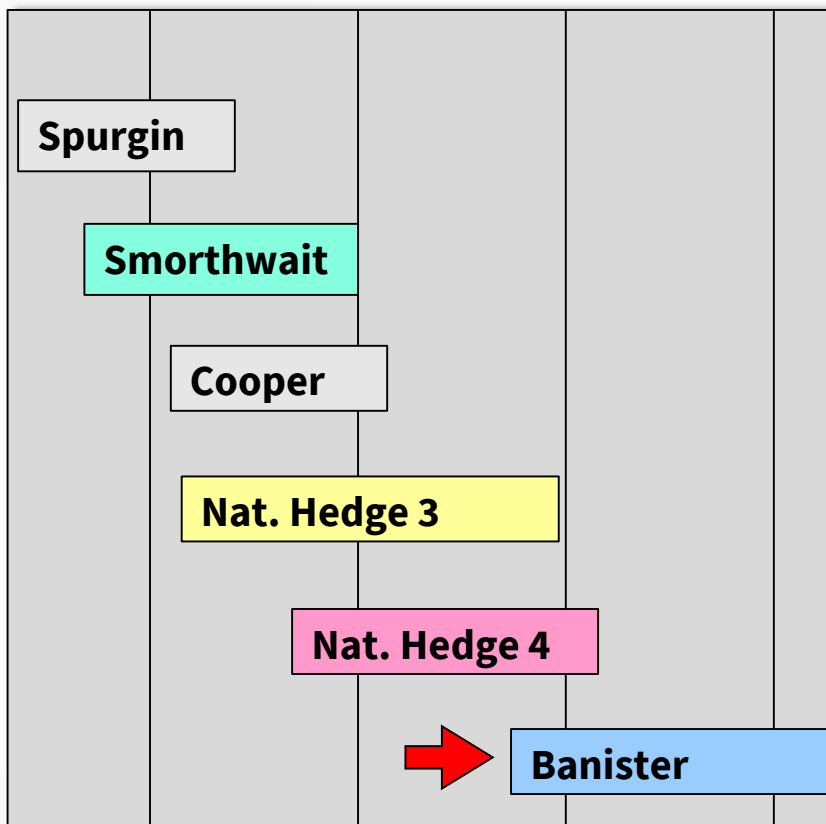 Spurgin
Smorthwait
Cooper
Nat. Hedge 3
Nat. Hedge 4
Banister